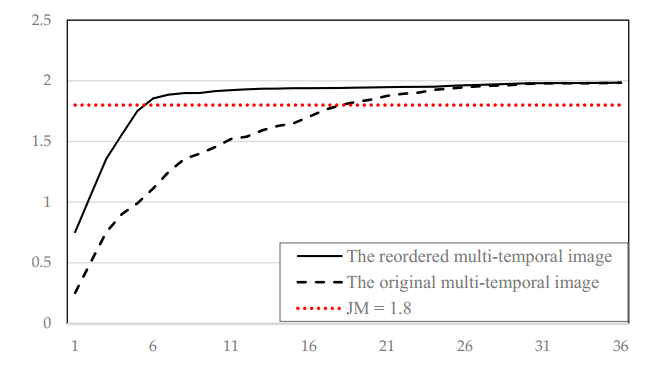 2.5
2
1.5
1
0.5
0
The reordered multi-temporal image
The original multi-temporal image
JM = 1.8
1 6 11 16 21 26 31 36